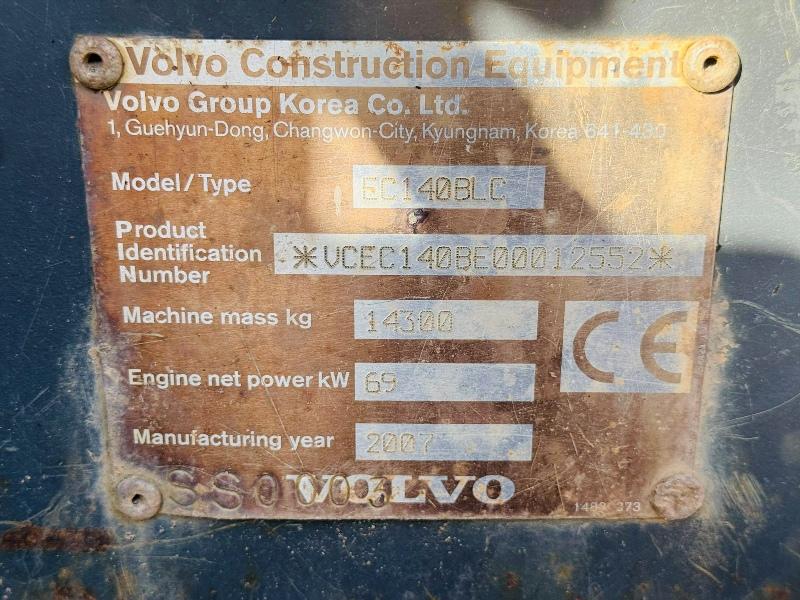 Volvo Construction Equipment
Volvo Group Korea Co. Ltd.
1, Guehyun-Dong, Changwon-City, Kyungnam, Korea 641-430
Model/Type EC140BLC
Product
Identification
Number *VCEC140BE00012552*
Machine mass kg 14300
CE
Engine net power kW 69
Manufacturing year 2007
VOLVO